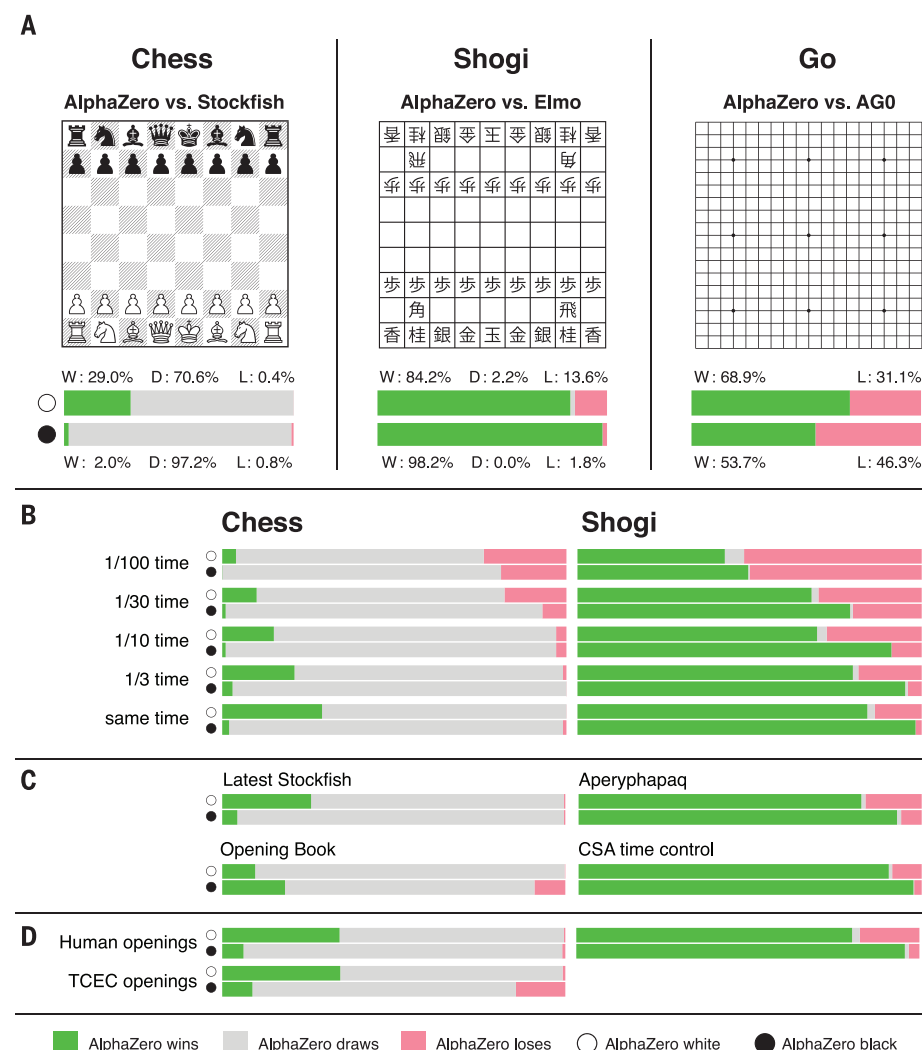 A
Chess
Shogi
Go
AlphaZero vs. Stockfish
AlphaZero vs. Elmo
AlphaZero vs. AG0
香 桂 銀 金 玉 金 銀 桂 香
飛 角
歩 歩 歩 歩 歩 歩 歩 歩 歩
歩 歩 歩 歩 歩 歩 歩 歩 歩
角 飛
香 桂 銀 金 玉 金 銀 桂 香
W: 29.0% D: 70.6% L: 0.4%
W: 84.2% D: 2.2% L: 13.6%
W: 68.9% L: 31.1%
W: 2.0% D: 97.2% L: 0.8%
W: 98.2% D: 0.0% L: 1.8%
W: 53.7% L: 46.3%
B
Chess
Shogi
1/100 time
1/30 time
1/10 time
1/3 time
same time
C
Latest Stockfish
Aperyphapaq
Opening Book
CSA time control
D
Human openings
TCEC openings
AlphaZero wins
AlphaZero draws
AlphaZero loses
AlphaZero white
AlphaZero black